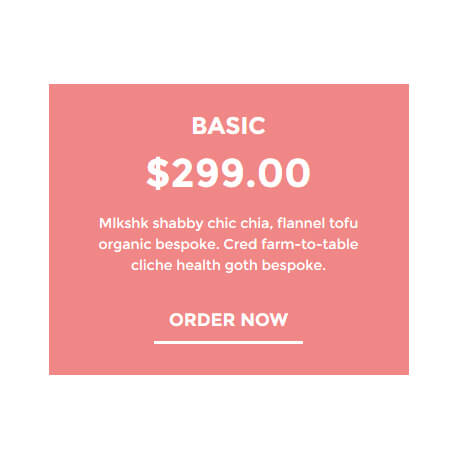 BASIC
$299.00
Mlkshk shabby chic chia, flannel tofu
organic bespoke. Cred farm-to-table
cliche health goth bespoke.
ORDER NOW